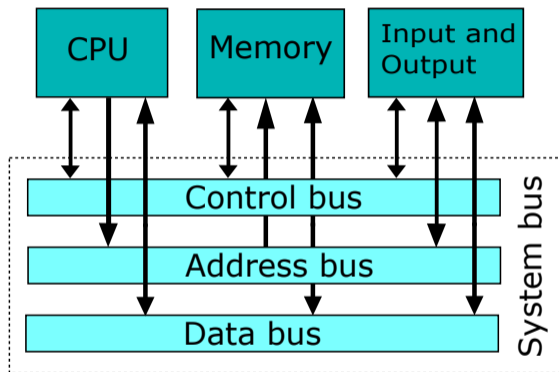 CPU
Memory
Input and
Output
Control bus
Address bus
Data bus
System bus